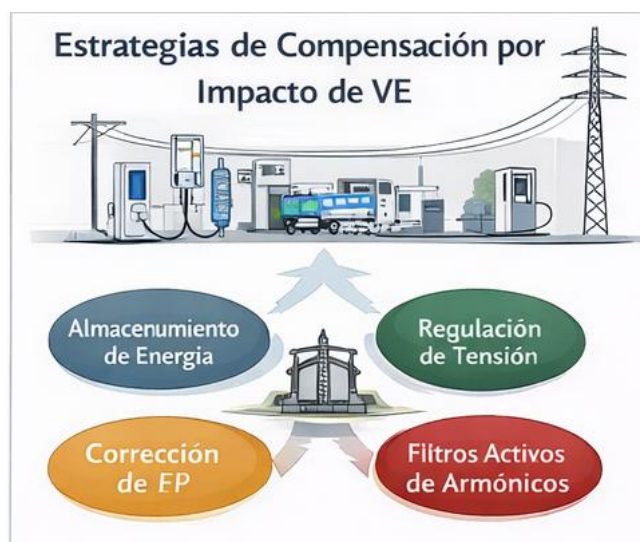 Estrategias de Compensación por
Impacto de VE
Almacenumiento
de Energia
Regulación
de Tensión
Corrección
de FP
Filtros Activos
de Armónicos